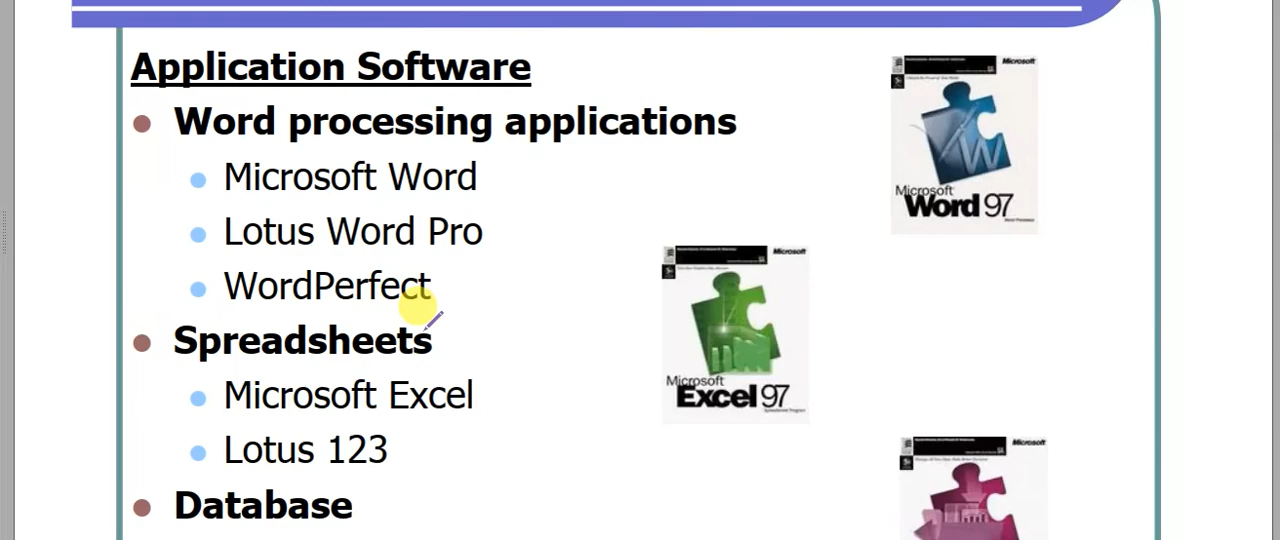 Application Software
Word processing applications
Microsoft Word
Lotus Word Pro
WordPerfect
Spreadsheets
Microsoft Excel
Lotus 123
Database
Microsoft
Microsoft
Word 97
Microsoft
Microsoft
Excel 97
Microsoft